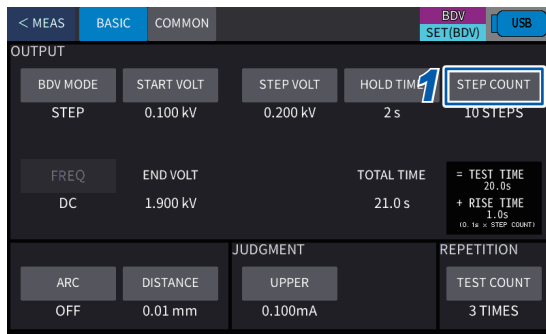 < MEAS BASIC COMMON BDV SET(BDV) USB
OUTPUT
BDV MODE START VOLT STEP VOLT HOLD TIME 1 STEP COUNT
STEP 0.100 kV 0.200 kV 2 s 10 STEPS
FREQ END VOLT TOTAL TIME = TEST TIME
20.0s
DC 1.900 kV 21.0 s + RISE TIME
1.0s
(0.1s × STEP COUNT)
JUDGMENT REPETITION
ARC DISTANCE UPPER TEST COUNT
OFF 0.01 mm 0.100mA 3 TIMES